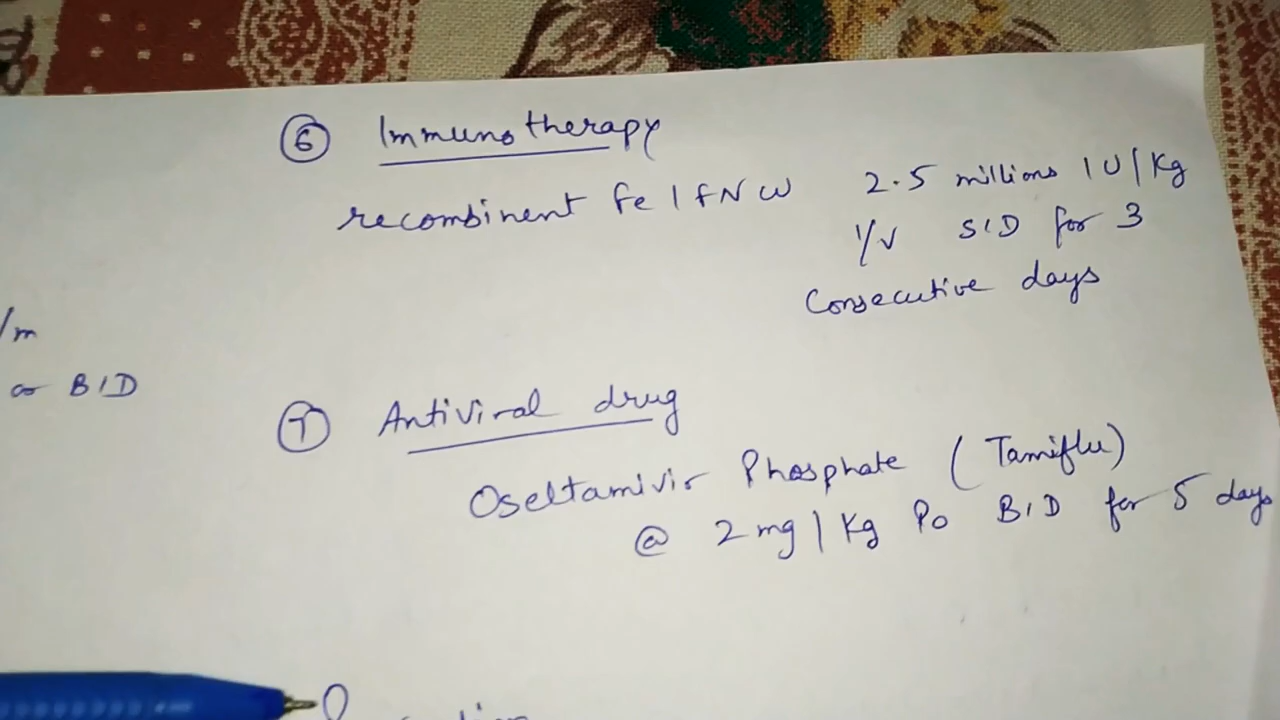 6 Immunotherapy
recombinent Fe IFN W 2.5 millions IU/Kg
I/V SID for 3
Consecutive days
/m
or BID
7 Antiviral drug
Oseltamivir Phosphate (Tamiflu)
@ 2 mg/Kg Po BID for 5 days